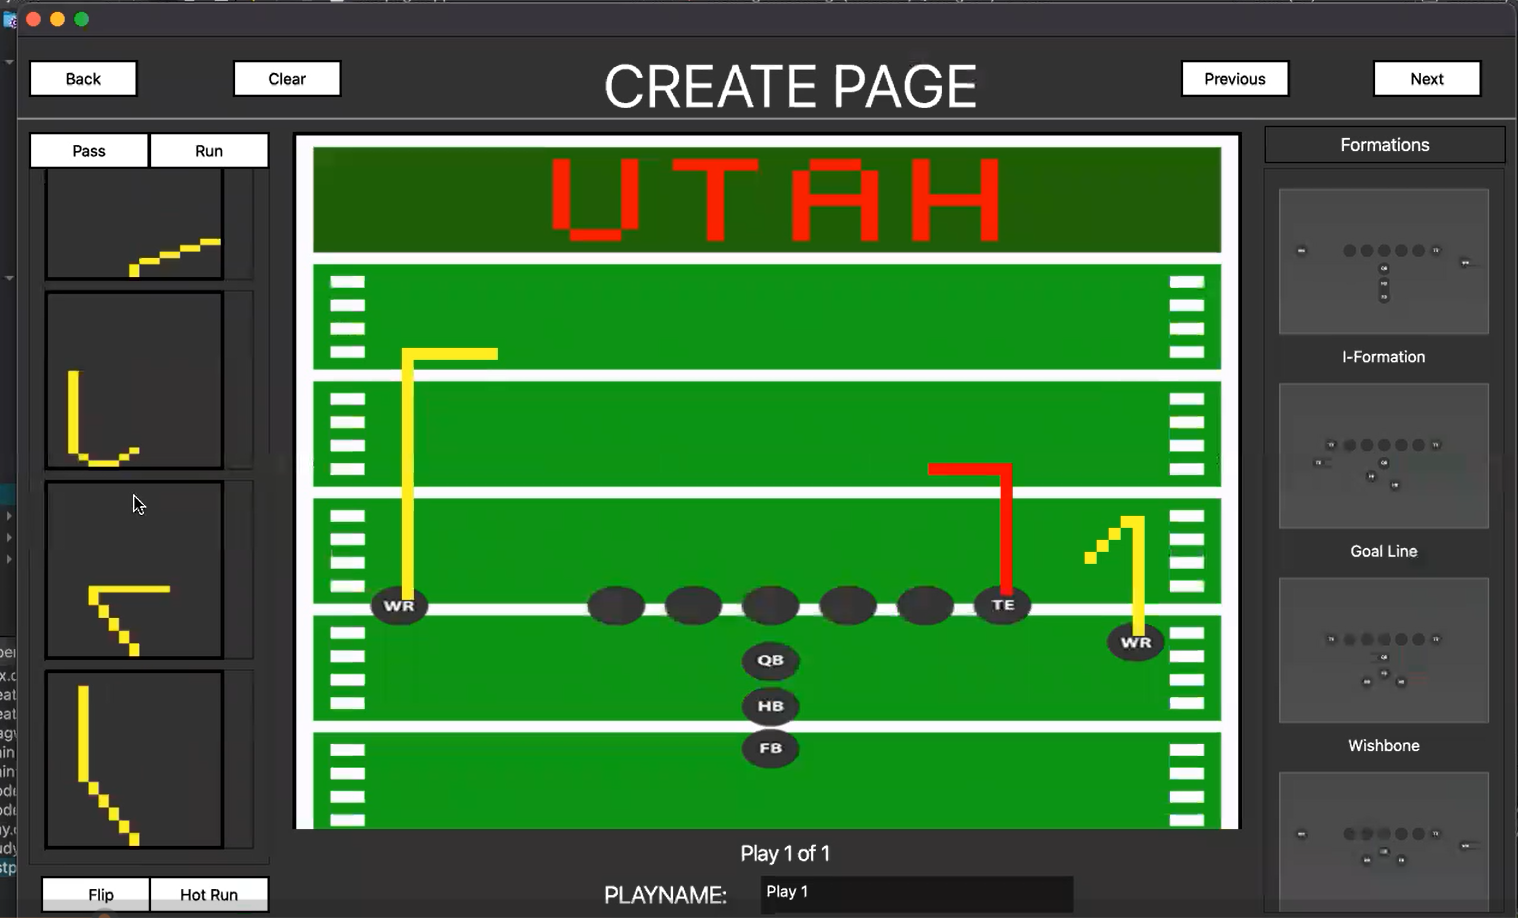 Back
Clear
CREATE PAGE
Previous
Next
Pass
Run
Formations
UTAH
I-Formation
Goal Line
WR
TE
WR
QB
HB
FB
Wishbone
Play 1 of 1
Flip
Hot Run
PLAYNAME:
Play 1